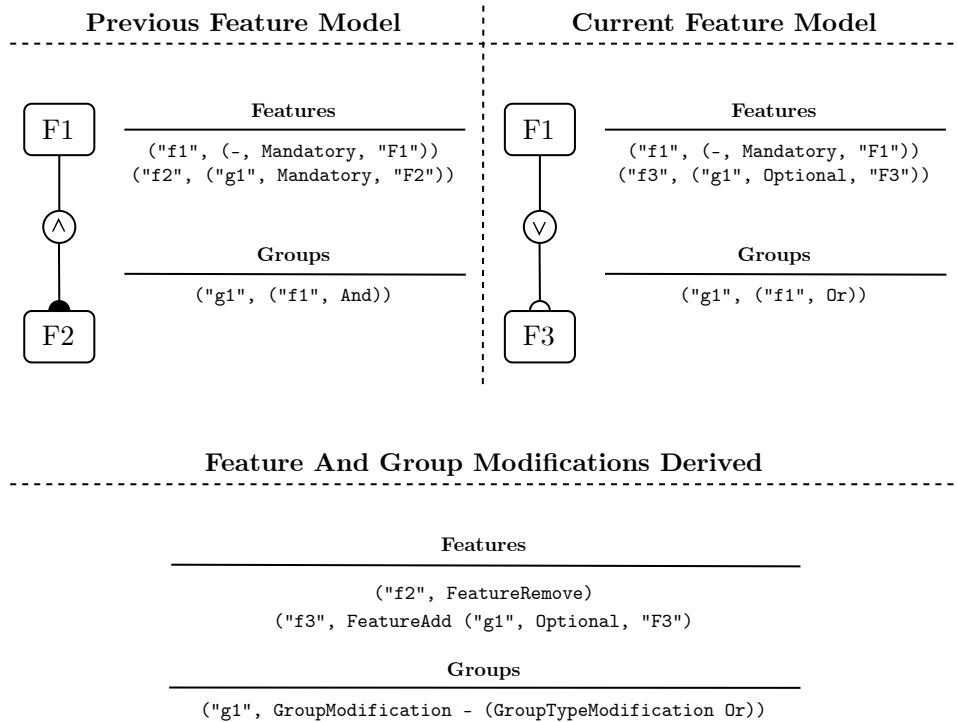 Previous Feature Model
F1
∧
F2
Features
("f1", (-, Mandatory, "F1"))
("f2", ("g1", Mandatory, "F2"))
Groups
("g1", ("f1", And))
Current Feature Model
F1
∨
F3
Features
("f1", (-, Mandatory, "F1"))
("f3", ("g1", Optional, "F3"))
Groups
("g1", ("f1", Or))
Feature And Group Modifications Derived
Features
("f2", FeatureRemove)
("f3", FeatureAdd ("g1", Optional, "F3")
Groups
("g1", GroupModification - (GroupTypeModification Or))